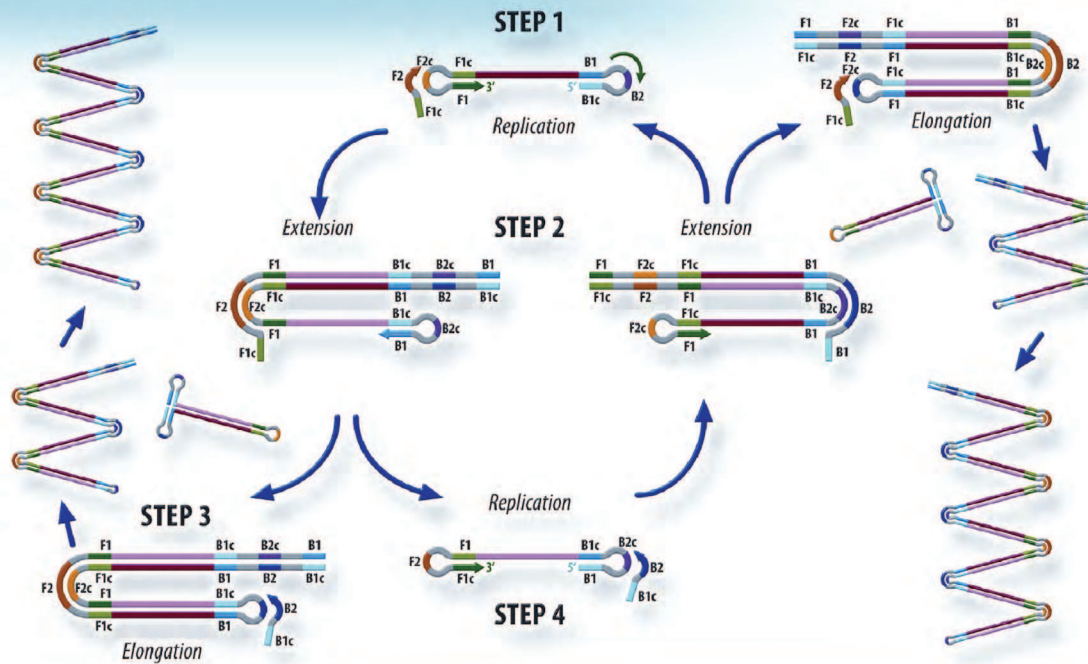 STEP 1
F2c F1c B1
F2
F1 3' 5' B1c B2
F1c
Replication
F1 F2c F1c B1
F1c F2 F1 B2c B2
F2c F1c B1
F2 F1 B1c
F1c
Elongation
Extension
STEP 2
Extension
F1 B1c B2c B1
F1c B1 B2 B1c
F2 F2c B1c
F1 B1 B2c
F1c
F1 F2c F1c B1
F1c F2 F1 B1c
B2c B2
F2c F1c
F1 B1
B1
STEP 3
F1 B1c B2c B1
F1c B1 B2 B1c
F2 F2c
F1 B1c
B2
F1c B1
B1c
Elongation
Replication
F1 B1c B2c
F2 B2
F1c 3' 5' B1
B1c
STEP 4